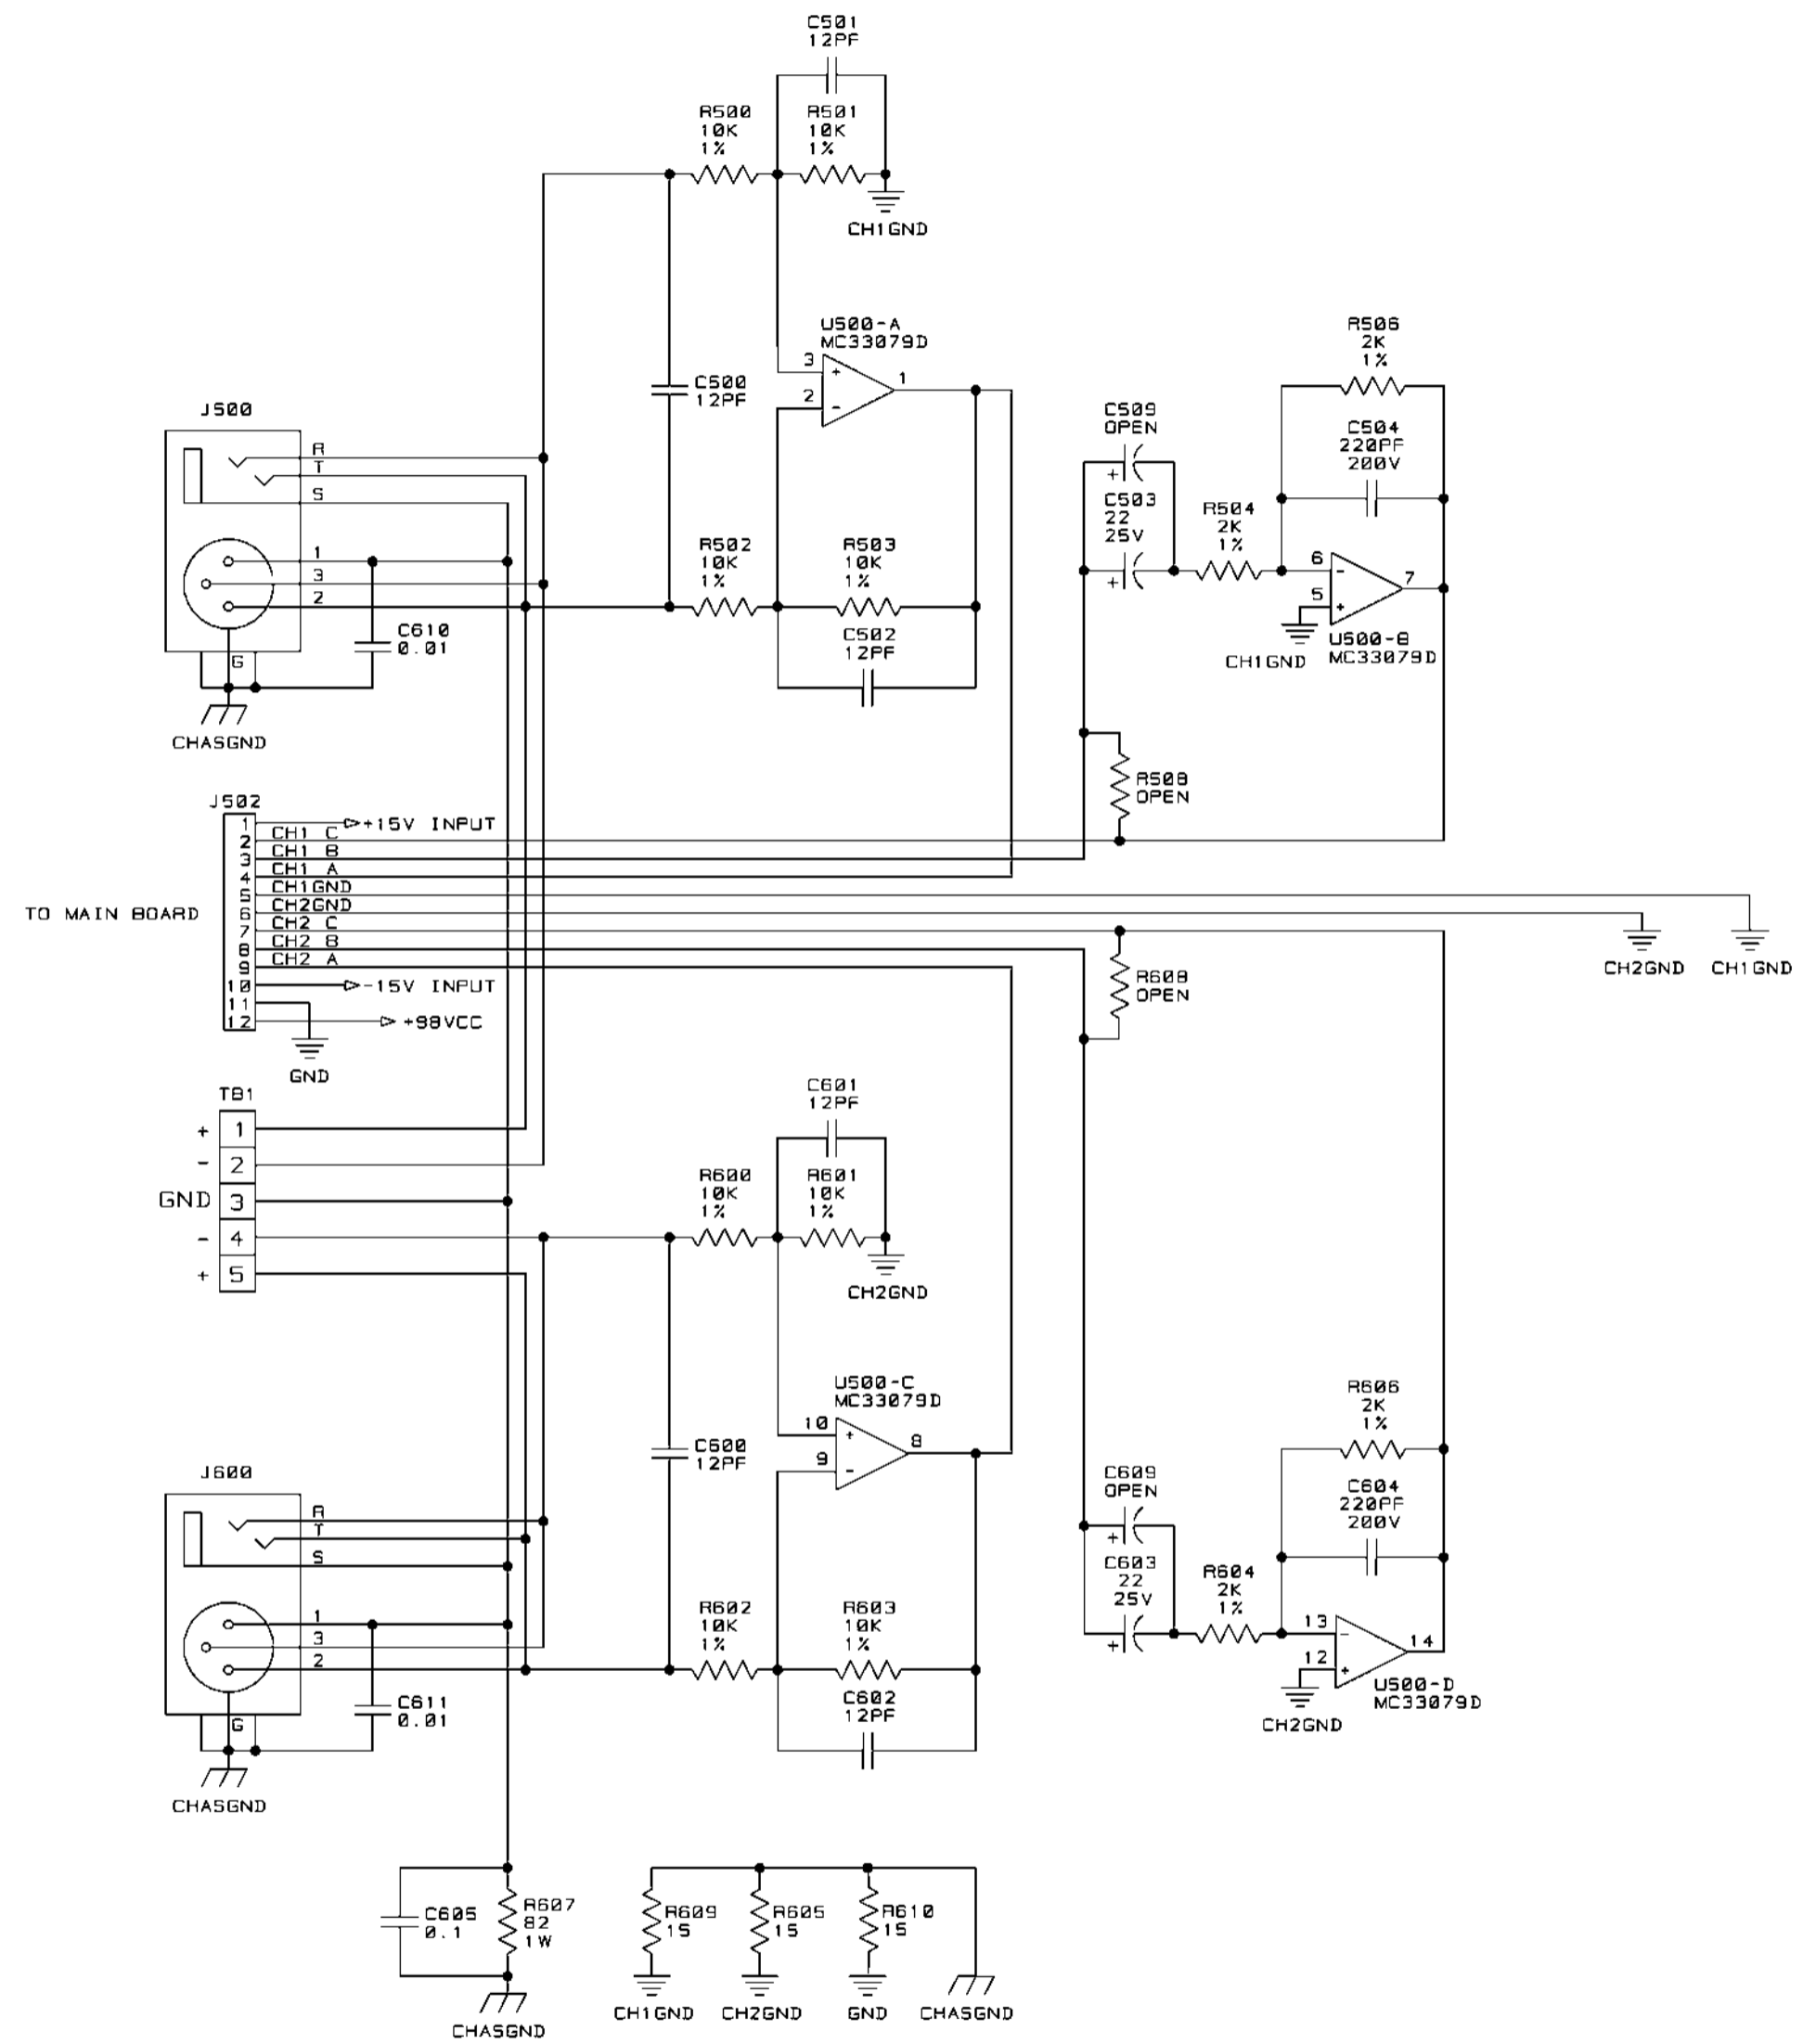 C501
12PF
R500
10K
1%
R501
10K
1%
CH1GND
U500-A
MC33079D
3
+
2
-
1
C500
12PF
R506
2K
1%
C504
220PF
200V
C509
OPEN
+
C503
22
25V
+
R504
2K
1%
6
-
5
+
7
U500-B
MC33079D
CH1GND
J500
R
T
S
1
3
2
G
C610
0.01
CHASGND
R502
10K
1%
R503
10K
1%
C502
12PF
R508
OPEN
J502
1 +15V INPUT
2 CH1 C
3 CH1 B
4 CH1 A
5 CH1GND
6 CH2GND
7 CH2 C
8 CH2 B
9 CH2 A
10 -15V INPUT
11
12 +98VCC
TO MAIN BOARD
GND
CH2GND
CH1GND
R608
OPEN
TB1
+ 1
- 2
GND 3
- 4
+ 5
C601
12PF
R600
10K
1%
R601
10K
1%
CH2GND
U500-C
MC33079D
10
+
9
-
8
C600
12PF
R606
2K
1%
C604
220PF
200V
C609
OPEN
+
C603
22
25V
+
R604
2K
1%
13
-
12
+
14
U500-D
MC33079D
CH2GND
J600
R
T
S
1
3
2
G
C611
0.01
CHASGND
R602
10K
1%
R603
10K
1%
C602
12PF
C605
0.1
R607
82
1W
CHASGND
R609
15
R605
15
R610
15
CH1GND
CH2GND
GND
CHASGND